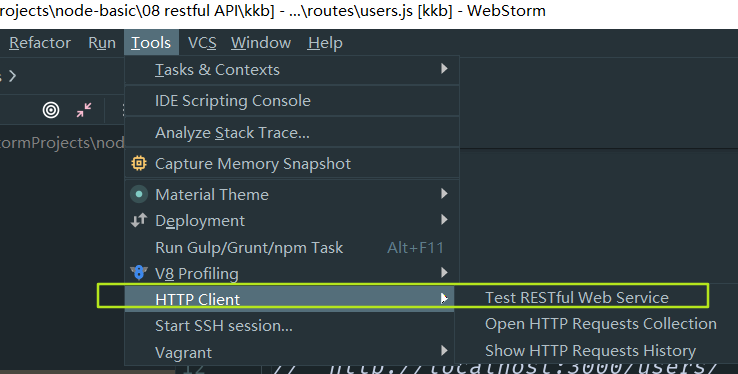 rojects\node-basic\08 restful API\kkb] - ...\routes\users.js [kkb] - WebStorm
Refactor Run Tools VCS Window Help
Tasks & Contexts
IDE Scripting Console
tormProjects\nod
Analyze Stack Trace...
Capture Memory Snapshot
Material Theme
Deployment
Run Gulp/Grunt/npm Task Alt+F11
V8 Profiling
HTTP Client Test RESTful Web Service
Start SSH session... Open HTTP Requests Collection
Vagrant Show HTTP Requests History
12 // http://localhost:3000/users/